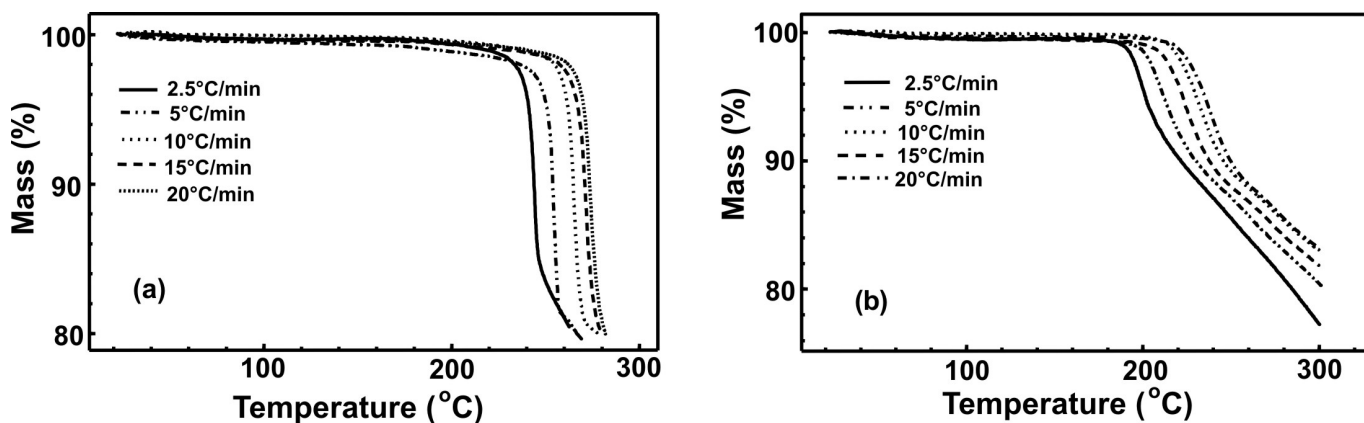 100
90
80
Mass (%)
2.5°C/min
5°C/min
10°C/min
15°C/min
20°C/min
(a)
100
200
300
Temperature (°C)
100
90
80
Mass (%)
2.5°C/min
5°C/min
10°C/min
15°C/min
20°C/min
(b)
100
200
300
Temperature (°C)